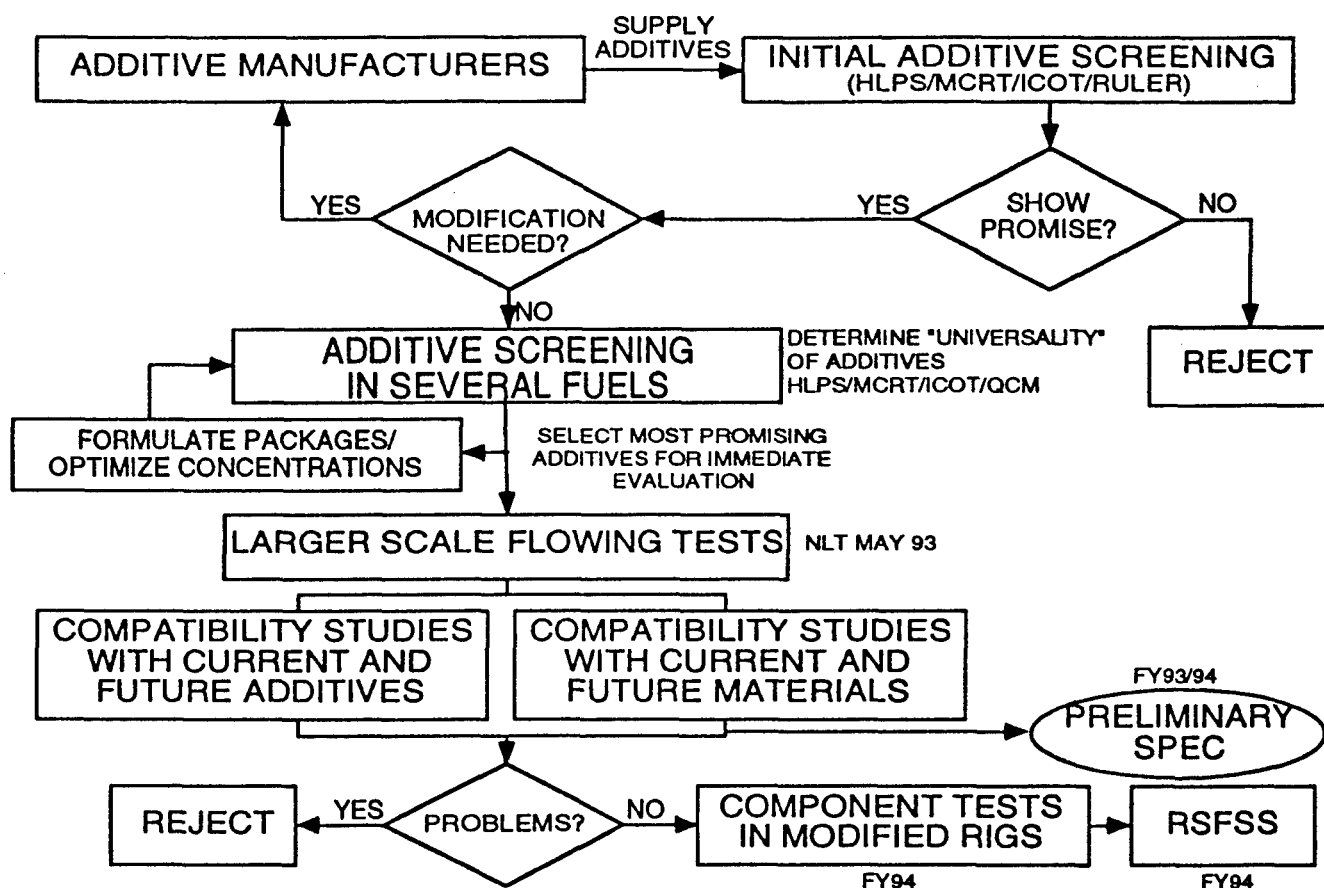 SUPPLY
ADDITIVES
ADDITIVE MANUFACTURERS
INITIAL ADDITIVE SCREENING
(HLPS/MCRT/ICOT/RULER)
YES
MODIFICATION
NEEDED?
YES
SHOW
PROMISE?
NO
NO
ADDITIVE SCREENING
IN SEVERAL FUELS
DETERMINE "UNIVERSALITY"
OF ADDITIVES
HLPS/MCRT/ICOT/QCM
REJECT
FORMULATE PACKAGES/
OPTIMIZE CONCENTRATIONS
SELECT MOST PROMISING
ADDITIVES FOR IMMEDIATE
EVALUATION
LARGER SCALE FLOWING TESTS
NLT MAY 93
COMPATIBILITY STUDIES
WITH CURRENT AND
FUTURE ADDITIVES
COMPATIBILITY STUDIES
WITH CURRENT AND
FUTURE MATERIALS
FY93/94
PRELIMINARY
SPEC
REJECT
YES
PROBLEMS?
NO
COMPONENT TESTS
IN MODIFIED RIGS
FY94
RSFSS
FY94